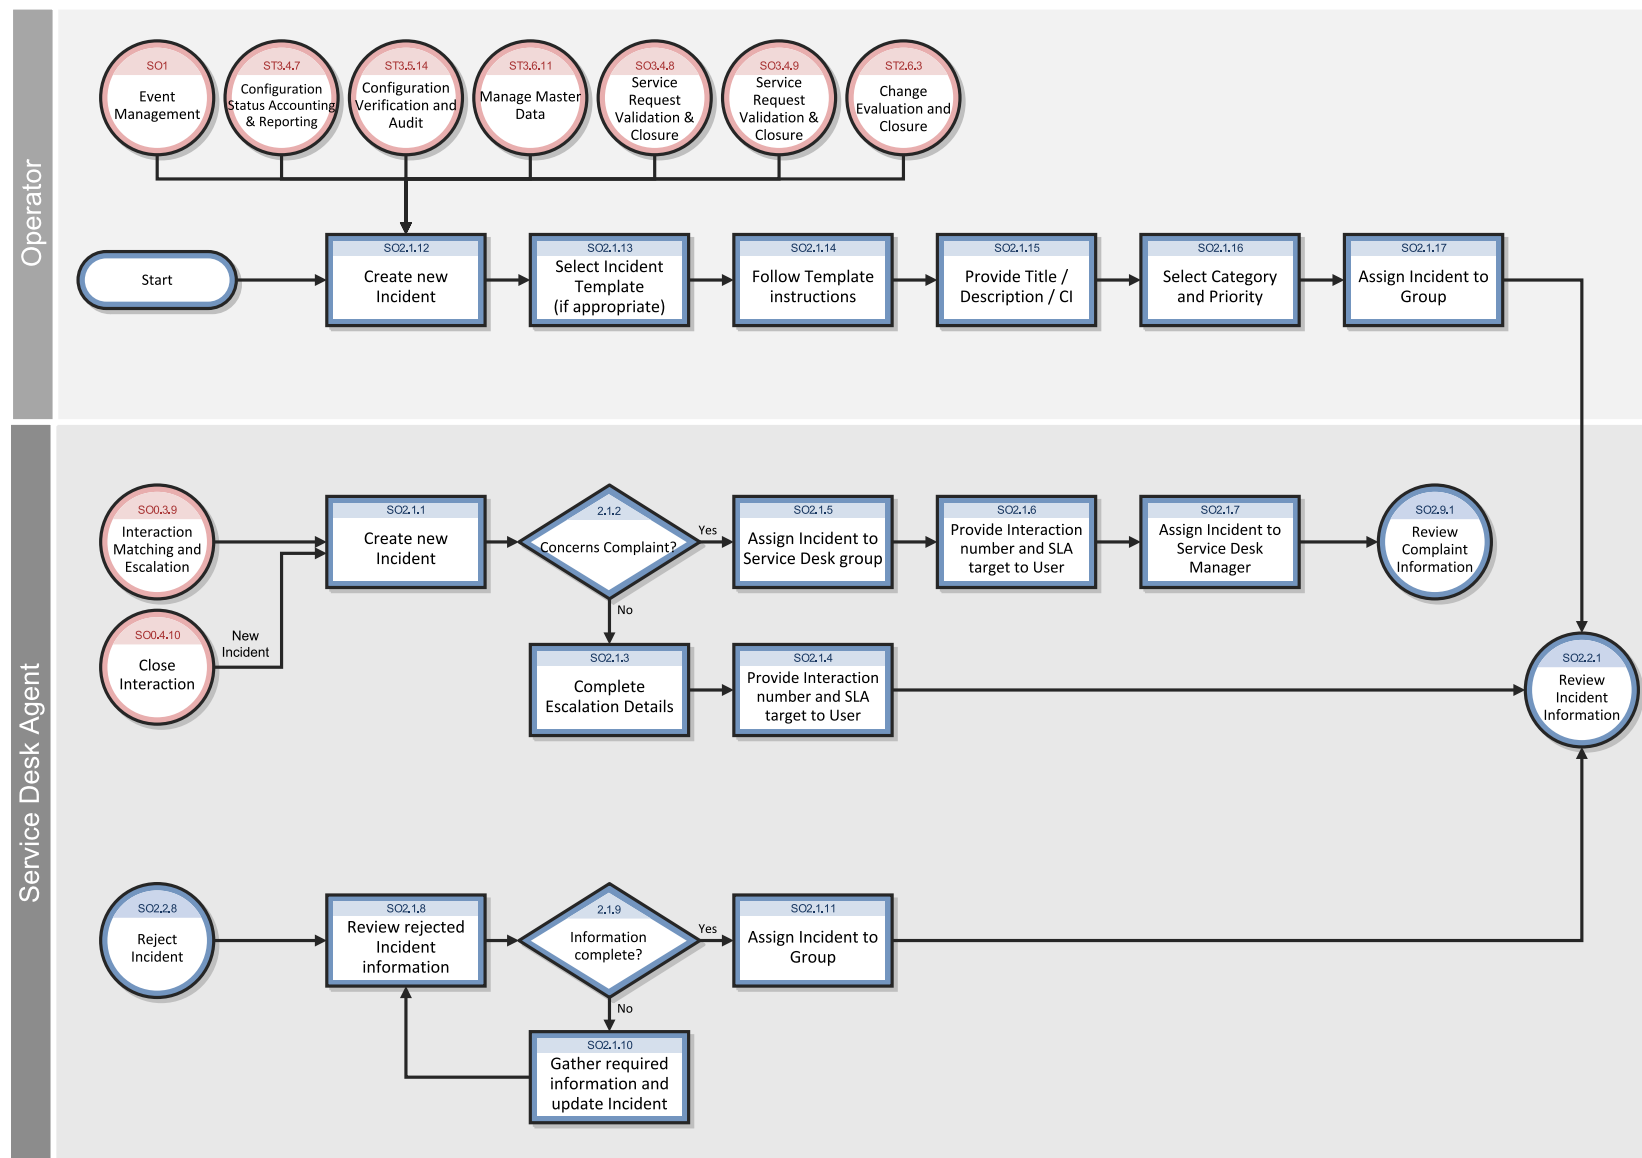 Operator
SO1
Event
Management
ST3.4.7
Configuration
Status Accounting
& Reporting
ST3.5.14
Configuration
Verification and
Audit
ST3.6.11
Manage Master
Data
SO3.4.8
Service
Request
Validation &
Closure
SO3.4.9
Service
Request
Validation &
Closure
ST2.6.3
Change
Evaluation and
Closure
Start
SO2.1.12
Create new
Incident
SO2.1.13
Select Incident
Template
(if appropriate)
SO2.1.14
Follow Template
instructions
SO2.1.15
Provide Title /
Description / CI
SO2.1.16
Select Category
and Priority
SO2.1.17
Assign Incident to
Group
Service Desk Agent
SO0.3.9
Interaction
Matching and
Escalation
SO2.1.1
Create new
Incident
2.1.2
Concerns Complaint?
Yes
SO2.1.5
Assign Incident to
Service Desk group
SO2.1.6
Provide Interaction
number and SLA
target to User
SO2.1.7
Assign Incident to
Service Desk
Manager
SO2.9.1
Review
Complaint
Information
No
SO0.4.10
Close
Interaction
New
Incident
SO2.1.3
Complete
Escalation Details
SO2.1.4
Provide Interaction
number and SLA
target to User
SO2.2.1
Review
Incident
Information
SO2.2.8
Reject
Incident
SO2.1.8
Review rejected
Incident
information
2.1.9
Information
complete?
Yes
SO2.1.11
Assign Incident to
Group
No
SO2.1.10
Gather required
information and
update Incident